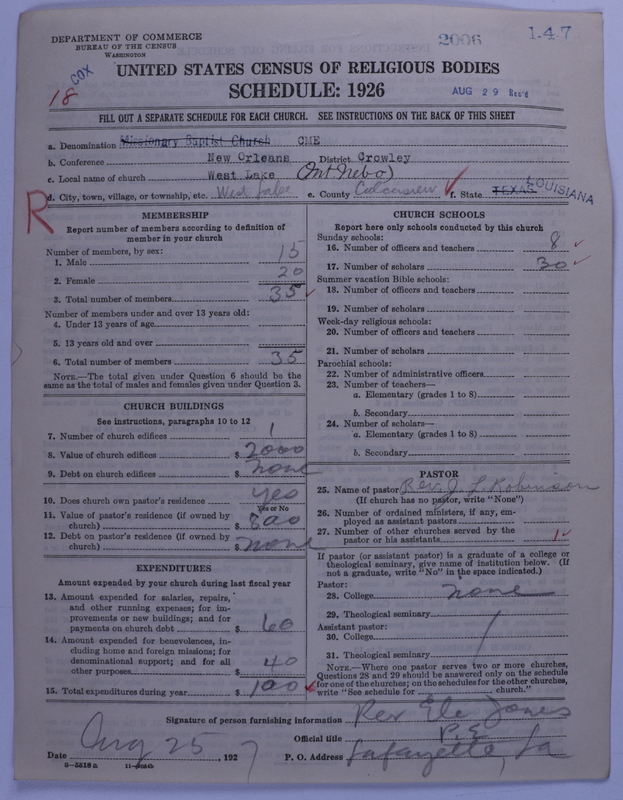 DEPARTMENT OF COMMERCE
BUREAU OF THE CENSUS
WASHINGTON
2006
1-4-7
COX
18
UNITED STATES CENSUS OF RELIGIOUS BODIES
SCHEDULE: 1926
AUG 29 Rec'd
FILL OUT A SEPARATE SCHEDULE FOR EACH CHURCH. SEE INSTRUCTIONS ON THE BACK OF THIS SHEET
a. Denomination Missionary Baptist Church CME
b. Conference New Orleans District Crowley
c. Local name of church West Lake (Mt Nebo)
d. City, town, village, or township, etc. West Lake e. County Calcasieu f. State TEXAS LOUISIANA
R
MEMBERSHIP
Report number of members according to definition of member in your church
Number of members, by sex:
1. Male 15
2. Female 20
3. Total number of members 35
Number of members under and over 13 years old:
4. Under 13 years of age
5. 13 years old and over
6. Total number of members 35
NOTE.—The total given under Question 6 should be
same as the total of males and females given under Question 3.
CHURCH BUILDINGS
See instructions, paragraphs 10 to 12
7. Number of church edifices 1
8. Value of church edifices $ 2000
9. Debt on church edifices $ none
10. Does church own pastor's residence yes
Yes or No
11. Value of pastor's residence (if owned by
church) $ 800
12. Debt on pastor's residence (if owned by
church) $ none
EXPENDITURES
Amount expended by your church during last fiscal year
13. Amount expended for salaries, repairs,
and other running expenses; for im-
provements or new buildings; and for
payments on church debt $ 60
14. Amount expended for benevolences, in-
cluding home and foreign missions; for
denominational support; and for all
other purposes $ 40
15. Total expenditures during year $ 100
CHURCH SCHOOLS
Report here only schools conducted by this church
Sunday schools:
16. Number of officers and teachers 8
17. Number of scholars 30
Summer vacation Bible schools:
18. Number of officers and teachers
19. Number of scholars
Week-day religious schools:
20. Number of officers and teachers
21. Number of scholars
Parochial schools:
22. Number of administrative officers
23. Number of teachers—
a. Elementary (grades 1 to 8)
b. Secondary
24. Number of scholars—
a. Elementary (grades 1 to 8)
b. Secondary
PASTOR
25. Name of pastor Rev. J. L. Robinson
(If church has no pastor, write "None")
26. Number of ordained ministers, if any, em-
ployed as assistant pastors
27. Number of other churches served by the
pastor or his assistants 1
If pastor (or assistant pastor) is a graduate of a college or
theological seminary, give name of institution below. (If
not a graduate, write "No" in the space indicated.)
Pastor:
28. College none
29. Theological seminary
Assistant pastor:
30. College
31. Theological seminary
NOTE.—Where one pastor serves two or more churches,
Questions 28 and 29 should be answered only on the schedule
for one of the churches; on the schedules for the other churches,
write "See schedule for church."
Signature of person furnishing information Rev Ele Jones
Official title P.E
Date Aug 25, 1927 P. O. Address Lafayette, La
8-5518a